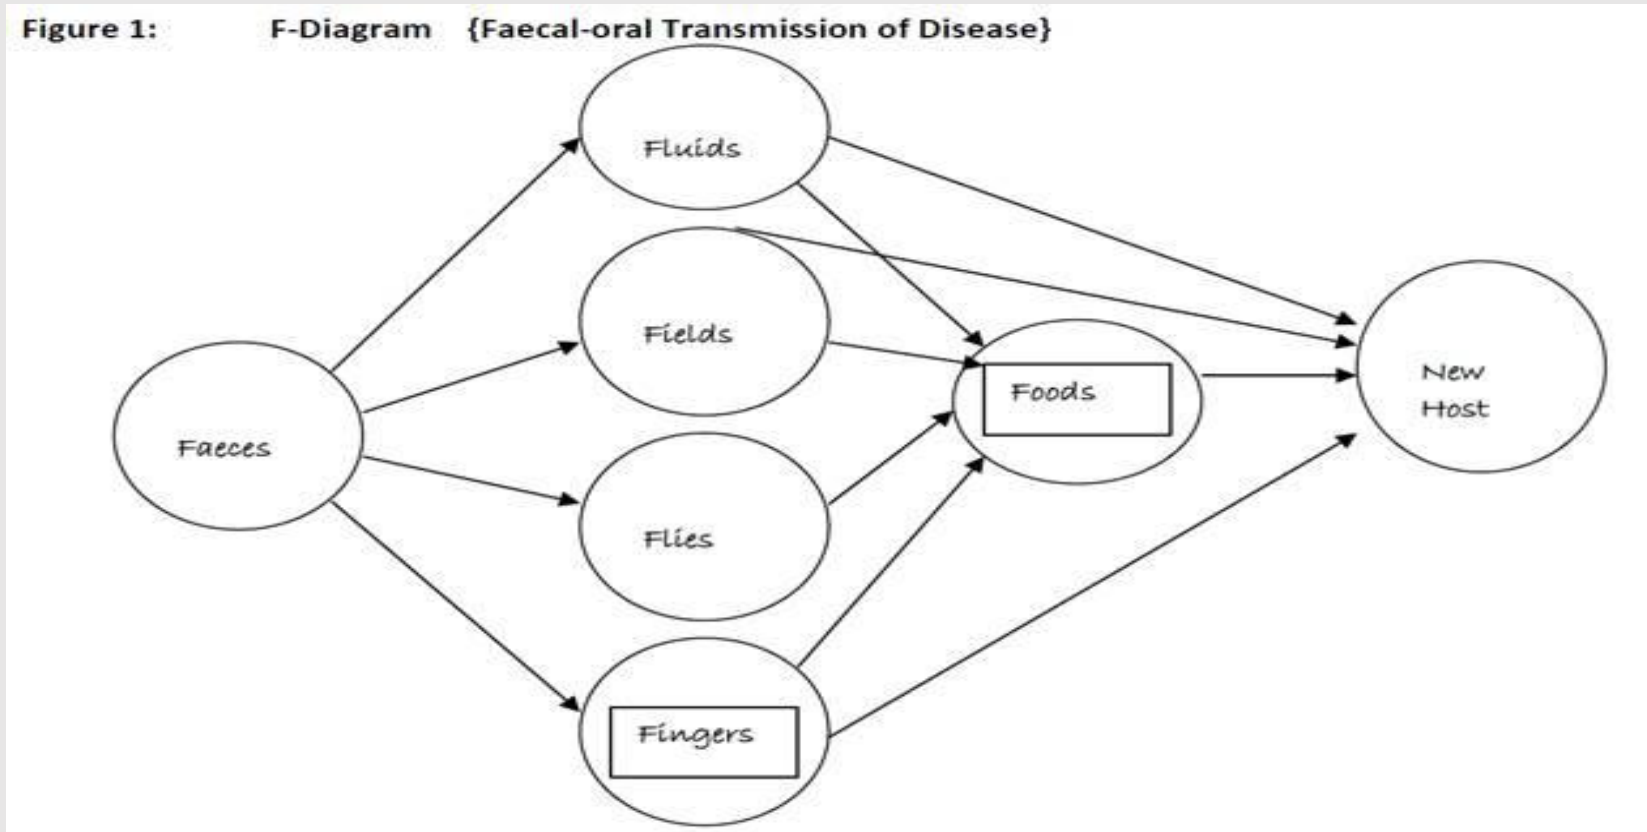 Figure 1: F-Diagram {Faecal-oral Transmission of Disease}
Fluids
Fields
Faeces
Flies
Fingers
Foods
New
Host